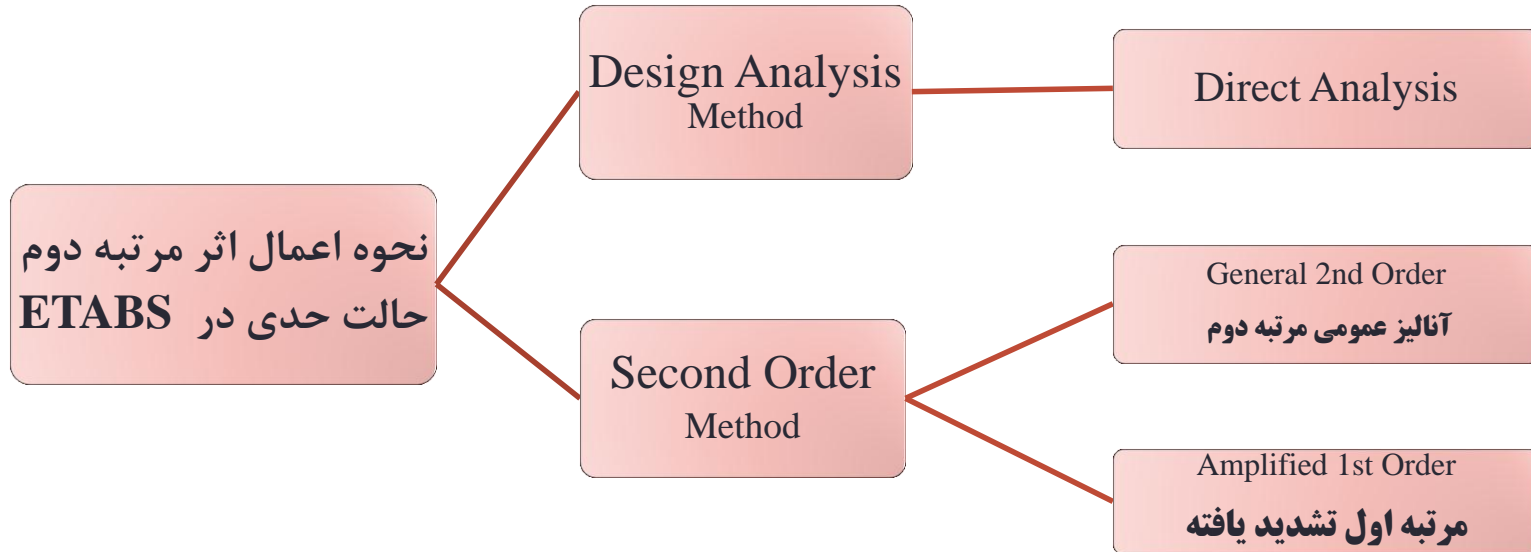 نحوه اعمال اثر مرتبه دوم
حالت حدی در ETABS
Design Analysis
Method
Direct Analysis
Second Order
Method
General 2nd Order
آنالیز عمومی مرتبه دوم
Amplified 1st Order
مرتبه اول تشدید یافته